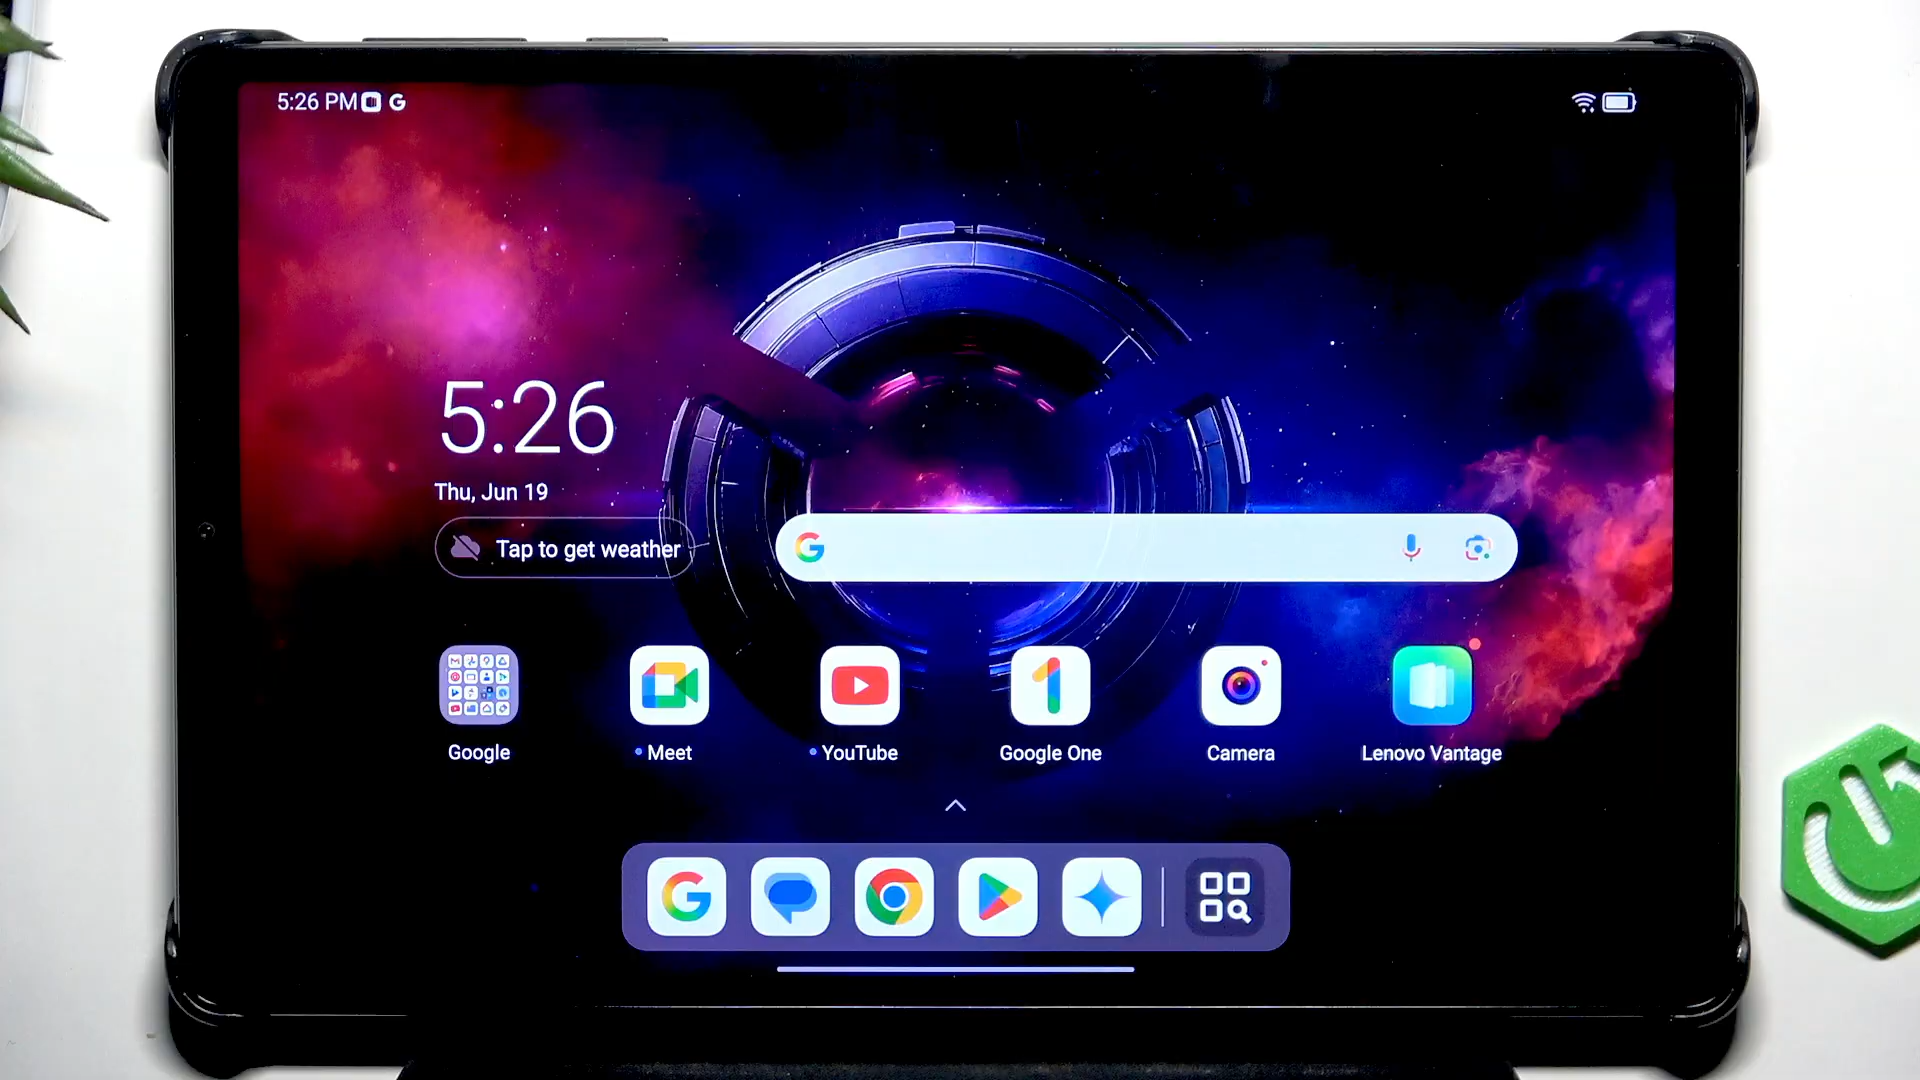 5:26 PM
5:26
Thu, Jun 19
Tap to get weather
Google
Meet
YouTube
Google One
Camera
Lenovo Vantage